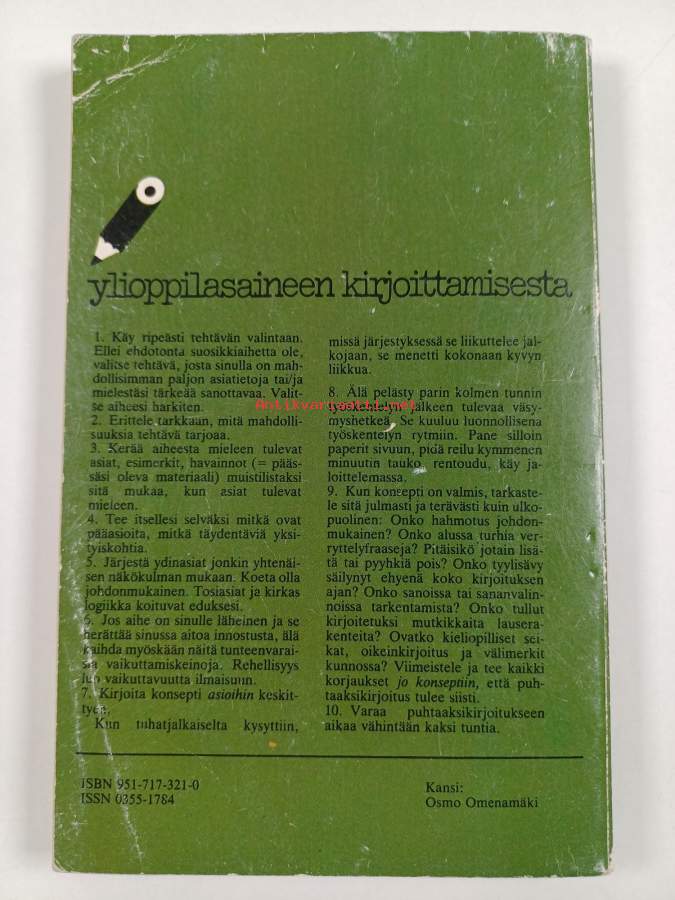 ylioppilasaineen kirjoittamisesta
1. Käy ripeästi tehtävän valintaan.
Ellei ehdotonta suosikkiaihetta ole,
valitse tehtävä, josta sinulla on mah-
dollisimman paljon asiatietoja tai/ja
mielestäsi tärkeää sanottavaa. Valit-
se aiheesi harkiten.
2. Erittele tarkkaan, mitä mahdolli-
suuksia tehtävä tarjoaa.
3. Kerää aiheesta mieleen tulevat
asiat, esimerkit, havainnot (= pääs-
säsi oleva materiaali) muistilistaksi
sitä mukaa, kun asiat tulevat
mieleen.
4. Tee itsellesi selväksi mitkä ovat
pääasioita, mitkä täydentäviä yksi-
tyiskohtia.
5. Järjestä ydinasiat jonkin yhtenäi-
sen näkökulman mukaan. Koeta olla
johdonmukainen. Tosiasiat ja kirkas
logiikka koituvat eduksesi.
6. Jos aihe on sinulle läheinen ja se
herättää sinussa aitoa innostusta, älä
kaihda myöskään näitä tunteenvarai-
sia vaikuttamiskeinoja. Rehellisyys
luo vaikuttavuutta ilmaisuun.
7. Kirjoita konsepti asioihin keskit-
tyen.
Kun tuhatjalkaiselta kysyttiin,
missä järjestyksessä se liikuttelee jal-
kojaan, se menetti kokonaan kyvyn
liikkua.
8. Älä pelästy parin kolmen tunnin
työskentelyn jälkeen tulevaa väsy-
myshetkeä. Se kuuluu luonnollisena
työskentelyn rytmiin. Pane silloin
paperit sivuun, pidä reilu kymmenen
minuutin tauko, rentoudu, käy ja-
loittelemassa.
9. Kun konsepti on valmis, tarkaste-
le sitä julmasti ja terävästi kuin ulko-
puolinen: Onko hahmotus johdon-
mukainen? Onko alussa turhia ver-
ryttelyfraaseja? Pitäisikö jotain lisä-
tä tai pyyhkiä pois? Onko tyylisävy
säilynyt ehyenä koko kirjoituksen
ajan? Onko sanoissa tai sananvalin-
noissa tarkentamista? Onko tullut
kirjoitetuksi mutkikkaita lausera-
kenteita? Ovatko kieliopilliset sei-
kat, oikeinkirjoitus ja välimerkit
kunnossa? Viimeistele ja tee kaikki
korjaukset jo konseptiin, että puh-
taaksikirjoitus tulee siisti.
10. Varaa puhtaaksikirjoitukseen
aikaa vähintään kaksi tuntia.
Antikvariaatti.net
ISBN 951-717-321-0
ISSN 0355-1784
Kansi:
Osmo Omenamäki